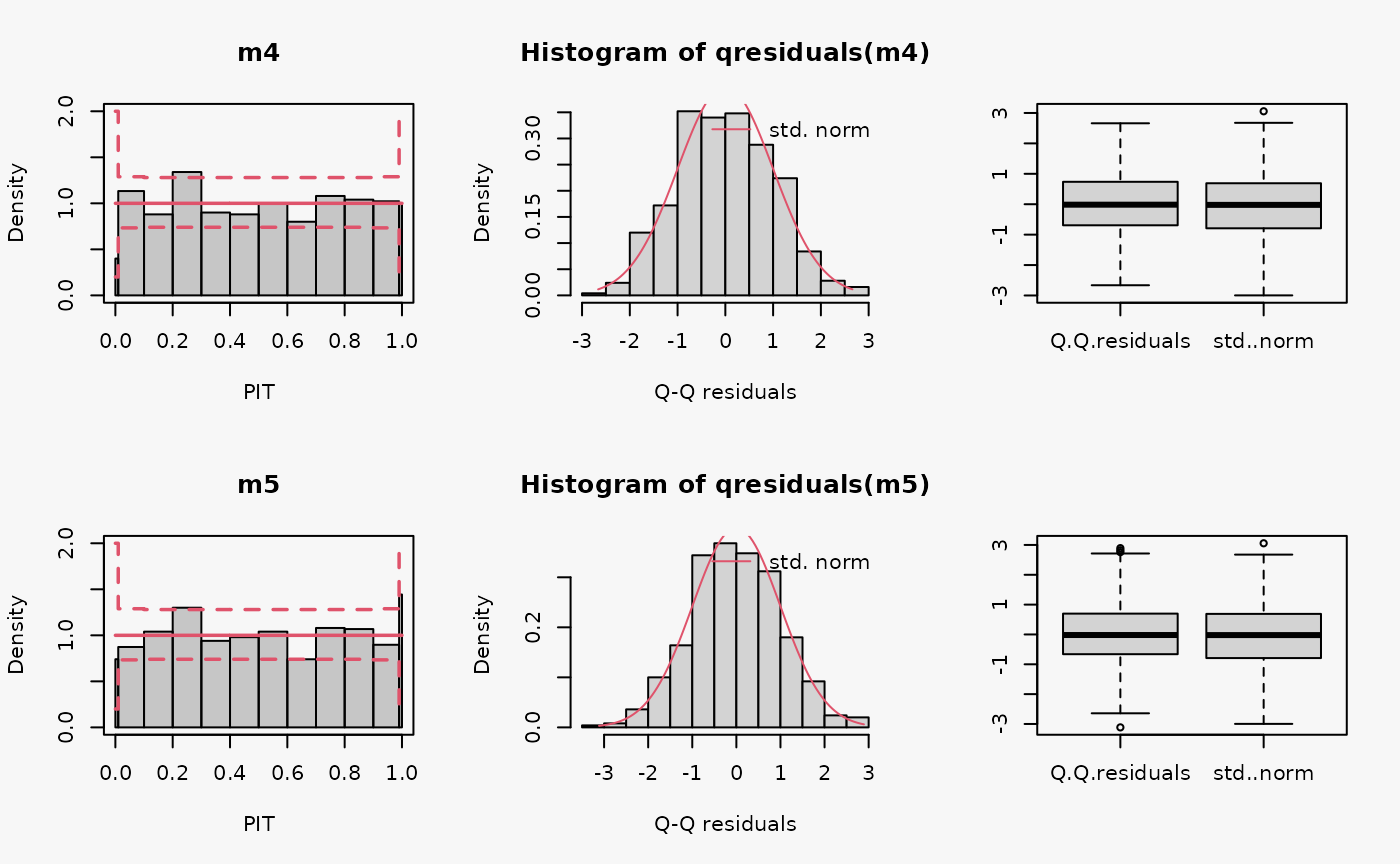 m4
Density
0.0 1.0 2.0
0.0 0.2 0.4 0.6 0.8 1.0
PIT
Histogram of qresiduals(m4)
Density
0.00 0.15 0.30
std. norm
-3 -2 -1 0 1 2 3
Q-Q residuals
-3 -1 1 3
Q.Q.residuals std..norm
m5
Density
0.0 1.0 2.0
0.0 0.2 0.4 0.6 0.8 1.0
PIT
Histogram of qresiduals(m5)
Density
0.0 0.2
std. norm
-3 -2 -1 0 1 2 3
Q-Q residuals
-3 -1 1 3
Q.Q.residuals std..norm